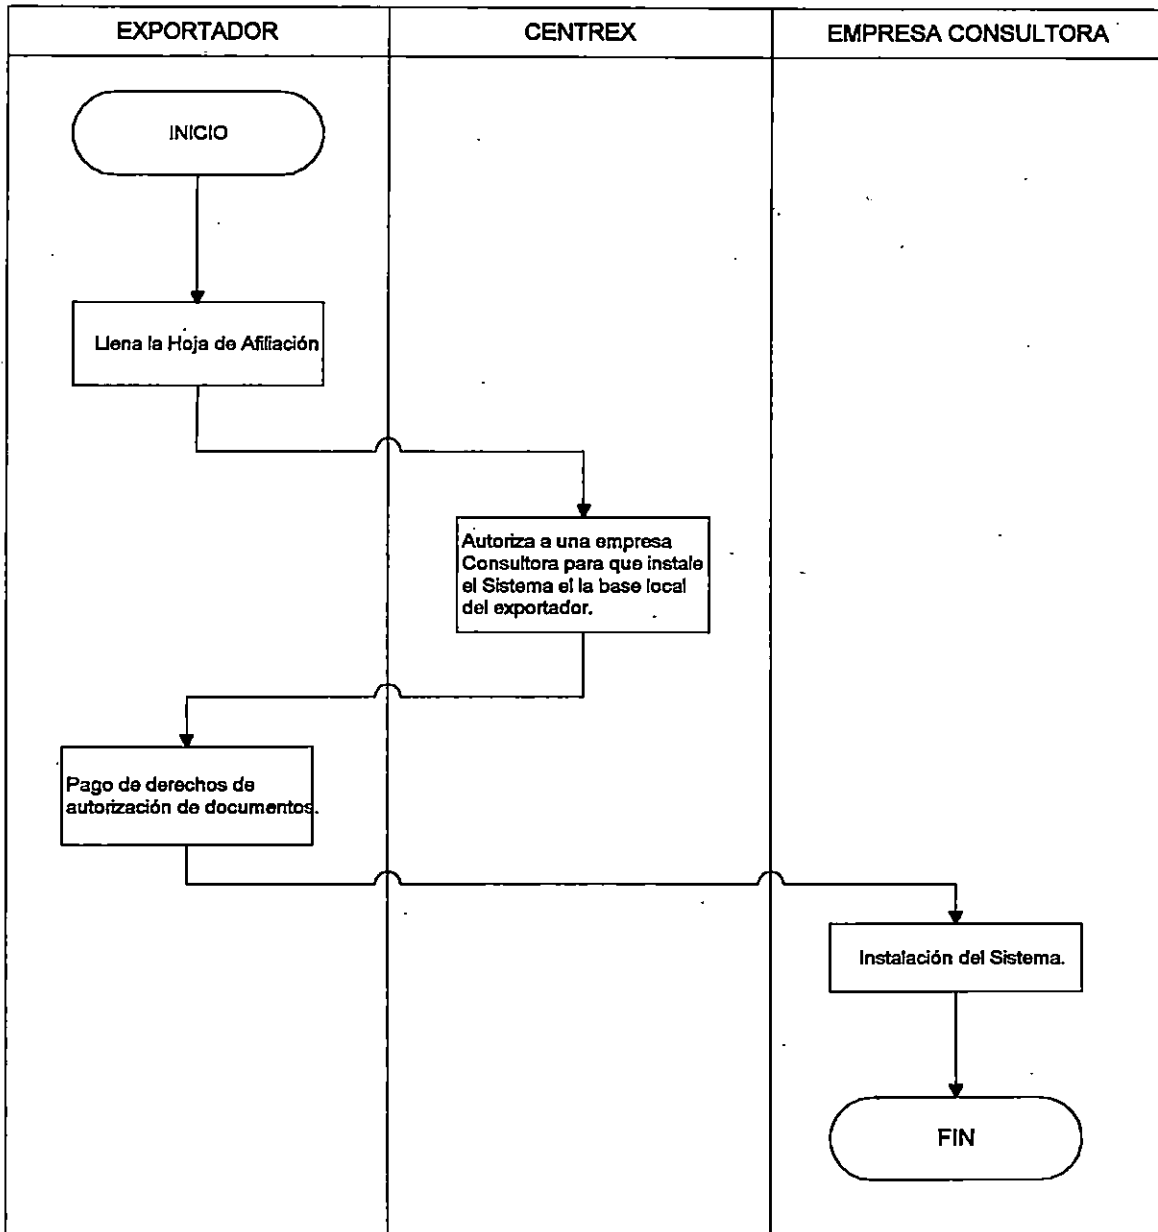 EXPORTADOR
CENTREX
EMPRESA CONSULTORA
INICIO
Llena la Hoja de Afiliación
Autoriza a una empresa
Consultora para que instale
el Sistema el la base local
del exportador.
Pago de derechos de
autorización de documentos.
Instalación del Sistema.
FIN